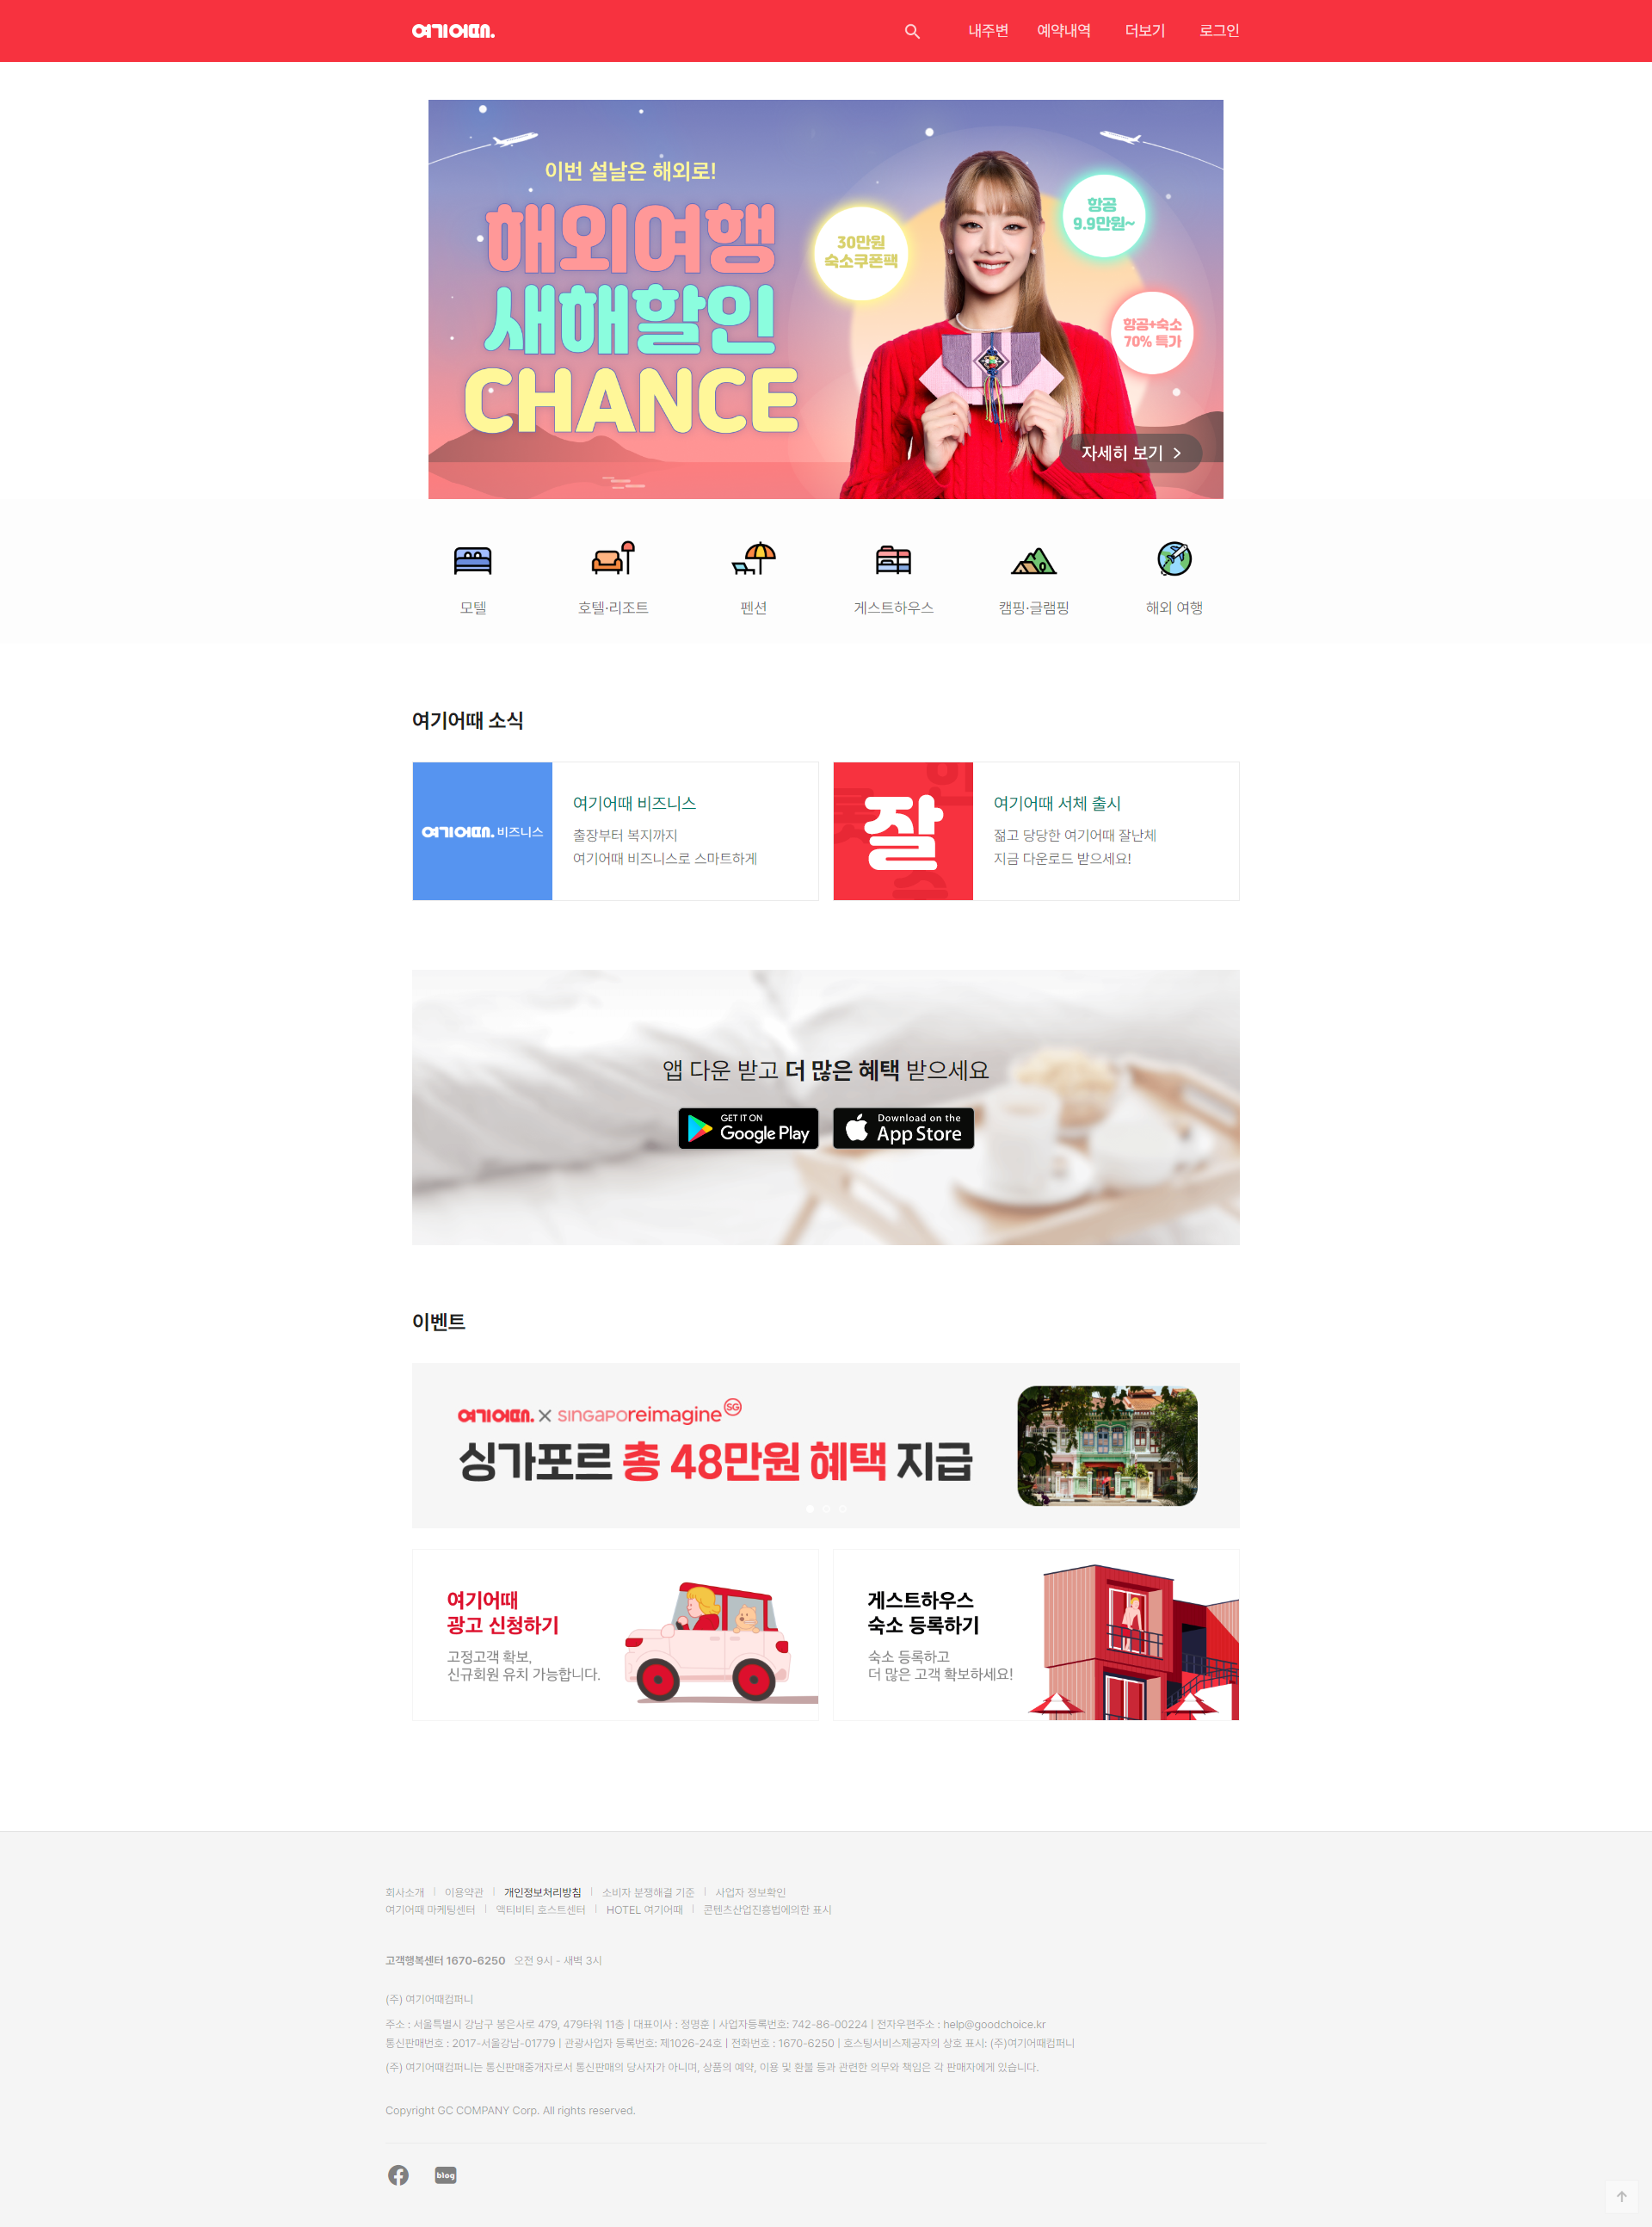 여기어때.
내주변 예약내역 더보기 로그인
이번 설날은 해외로!
해외여행
새해할인
CHANCE
30만원
숙소쿠폰팩
항공
9.9만원~
항공+숙소
70% 특가
자세히 보기 >
모텔 호텔·리조트 펜션 게스트하우스 캠핑·글램핑 해외 여행
여기어때 소식
여기어때. 비즈니스
여기어때 비즈니스
출장부터 복지까지
여기어때 비즈니스로 스마트하게
잘
여기어때 서체 출시
젊고 당당한 여기어때 잘난체
지금 다운로드 받으세요!
앱 다운 받고 더 많은 혜택 받으세요
GET IT ON
Google Play
Download on the
App Store
이벤트
여기어때. × SINGAPOreimagine SG
싱가포르 총 48만원 혜택 지급
여기어때
광고 신청하기
고정고객 확보,
신규회원 유치 가능합니다.
게스트하우스
숙소 등록하기
숙소 등록하고
더 많은 고객 확보하세요!
회사소개 | 이용약관 | 개인정보처리방침 | 소비자 분쟁해결 기준 | 사업자 정보확인
여기어때 마케팅센터 | 액티비티 호스트센터 | HOTEL 여기어때 | 콘텐츠산업진흥법에의한 표시
고객행복센터 1670-6250 오전 9시 - 새벽 3시
(주) 여기어때컴퍼니
주소 : 서울특별시 강남구 봉은사로 479, 479타워 11층 | 대표이사 : 정명훈 | 사업자등록번호: 742-86-00224 | 전자우편주소 : help@goodchoice.kr
통신판매번호 : 2017-서울강남-01779 | 관광사업자 등록번호: 제1026-24호 | 전화번호 : 1670-6250 | 호스팅서비스제공자의 상호 표시: (주)여기어때컴퍼니
(주) 여기어때컴퍼니는 통신판매중개자로서 통신판매의 당사자가 아니며, 상품의 예약, 이용 및 환불 등과 관련한 의무와 책임은 각 판매자에게 있습니다.
Copyright GC COMPANY Corp. All rights reserved.
blog